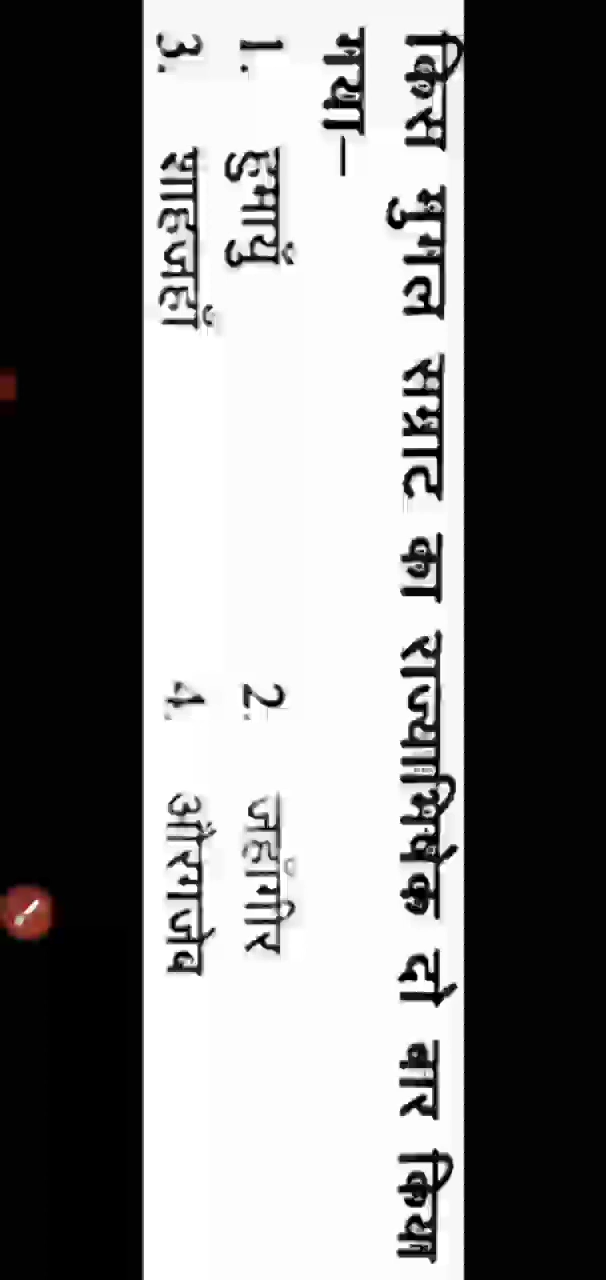 किस मुगल सम्राट का राज्याभिषेक दो बार किया
गया–
1. हुमायुँ 2. जहाँगीर
3. शाहजहाँ 4. औरंगजेब